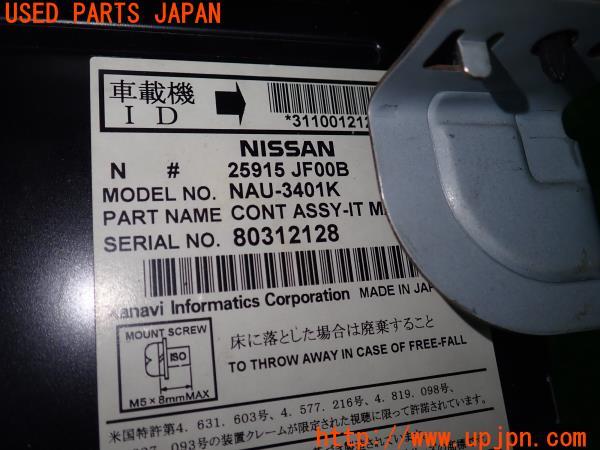 USED PARTS JAPAN
車載機
ID
*31100121
NISSAN
N # 25915 JF00B
MODEL NO. NAU-3401K
PART NAME CONT ASSY-IT M
SERIAL NO. 80312128
Xanavi Informatics Corporation MADE IN JAP
MOUNT SCREW
ISO
M5×8mmMAX
床に落とした場合は廃棄すること
TO THROW AWAY IN CASE OF FREE-FALL
米国特許第4. 631. 603号、4. 577. 216号、4. 819. 098号、
093号の装置クレームが限定された視聴に限って許諾されています。
www.upjpn.com